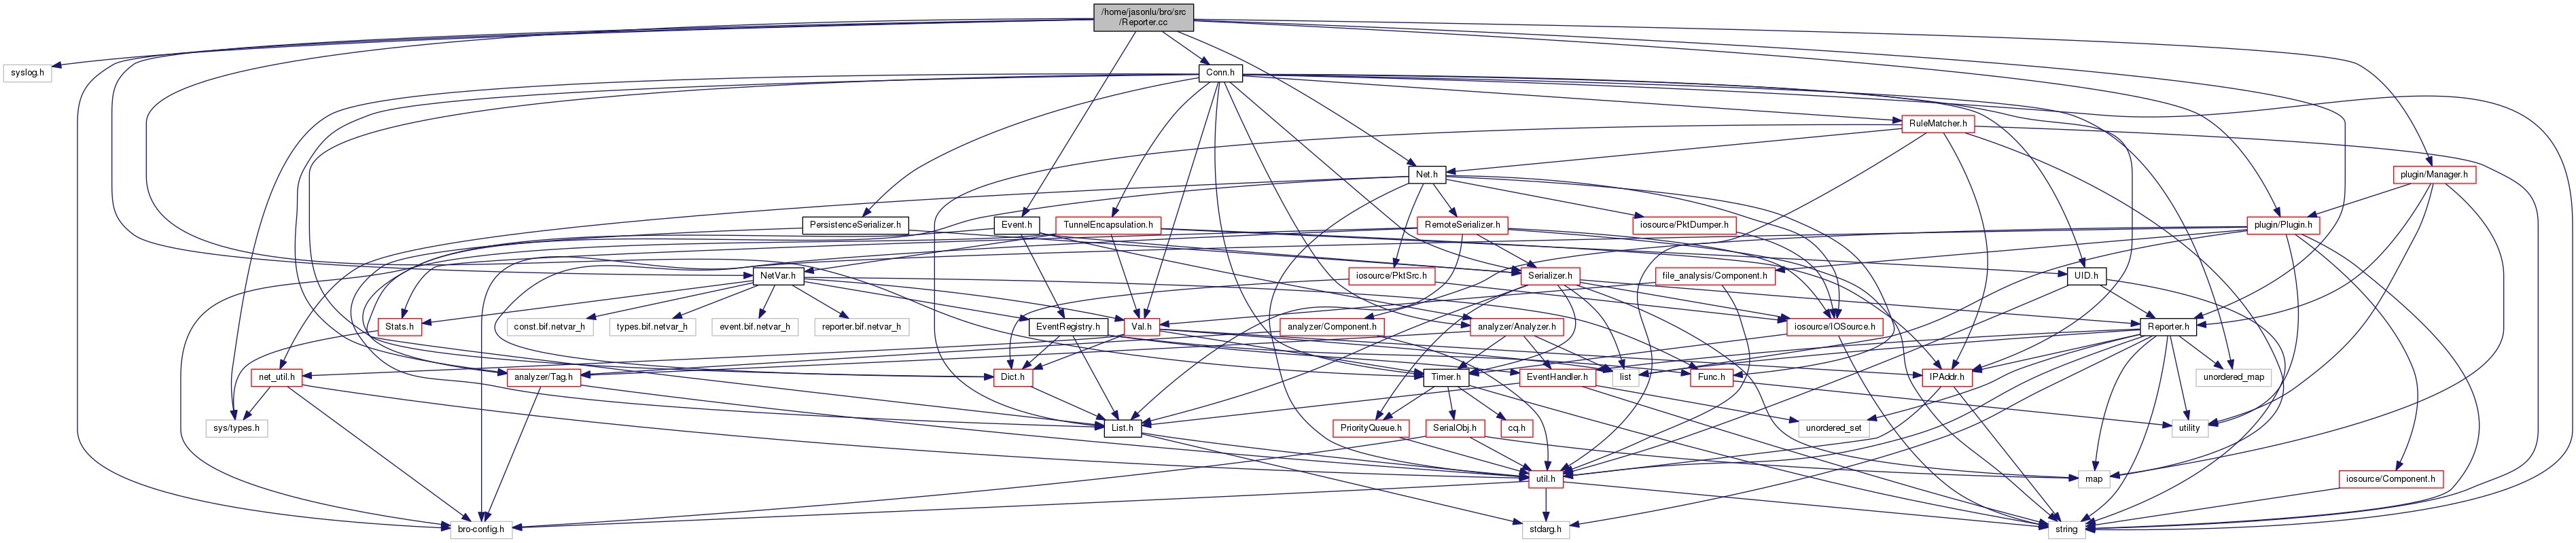 /home/jasonlu/bro/src
/Reporter.cc
syslog.h
Conn.h
RuleMatcher.h
Net.h
plugin/Manager.h
PersistenceSerializer.h
Event.h
TunnelEncapsulation.h
RemoteSerializer.h
iosource/PktDumper.h
plugin/Plugin.h
NetVar.h
iosource/PktSrc.h
Serializer.h
file_analysis/Component.h
UID.h
Stats.h
const.bif.netvar_h
types.bif.netvar_h
event.bif.netvar_h
reporter.bif.netvar_h
EventRegistry.h
Val.h
analyzer/Component.h
analyzer/Analyzer.h
iosource/IOSource.h
Reporter.h
net_util.h
analyzer/Tag.h
Dict.h
Timer.h
EventHandler.h
list
Func.h
IPAddr.h
unordered_map
sys/types.h
List.h
PriorityQueue.h
SerialObj.h
cq.h
unordered_set
utility
util.h
map
iosource/Component.h
bro-config.h
stdarg.h
string